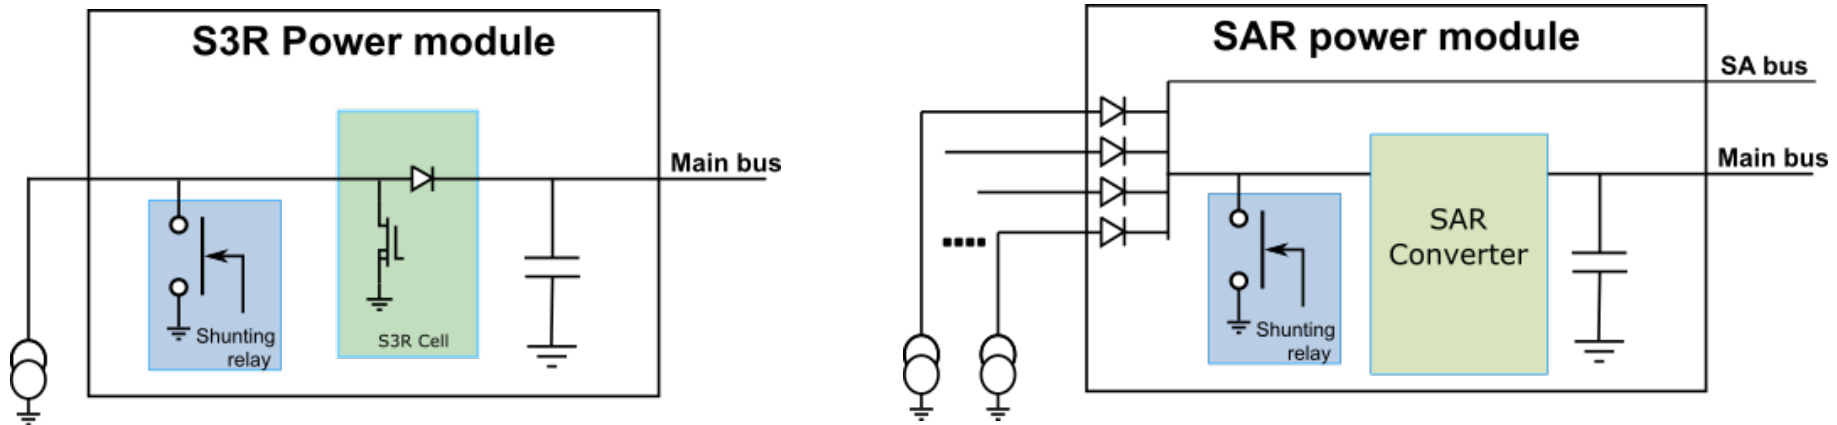 S3R Power module
Main bus
Shunting
relay
S3R Cell
SAR power module
SA bus
Main bus
SAR
Converter
Shunting
relay